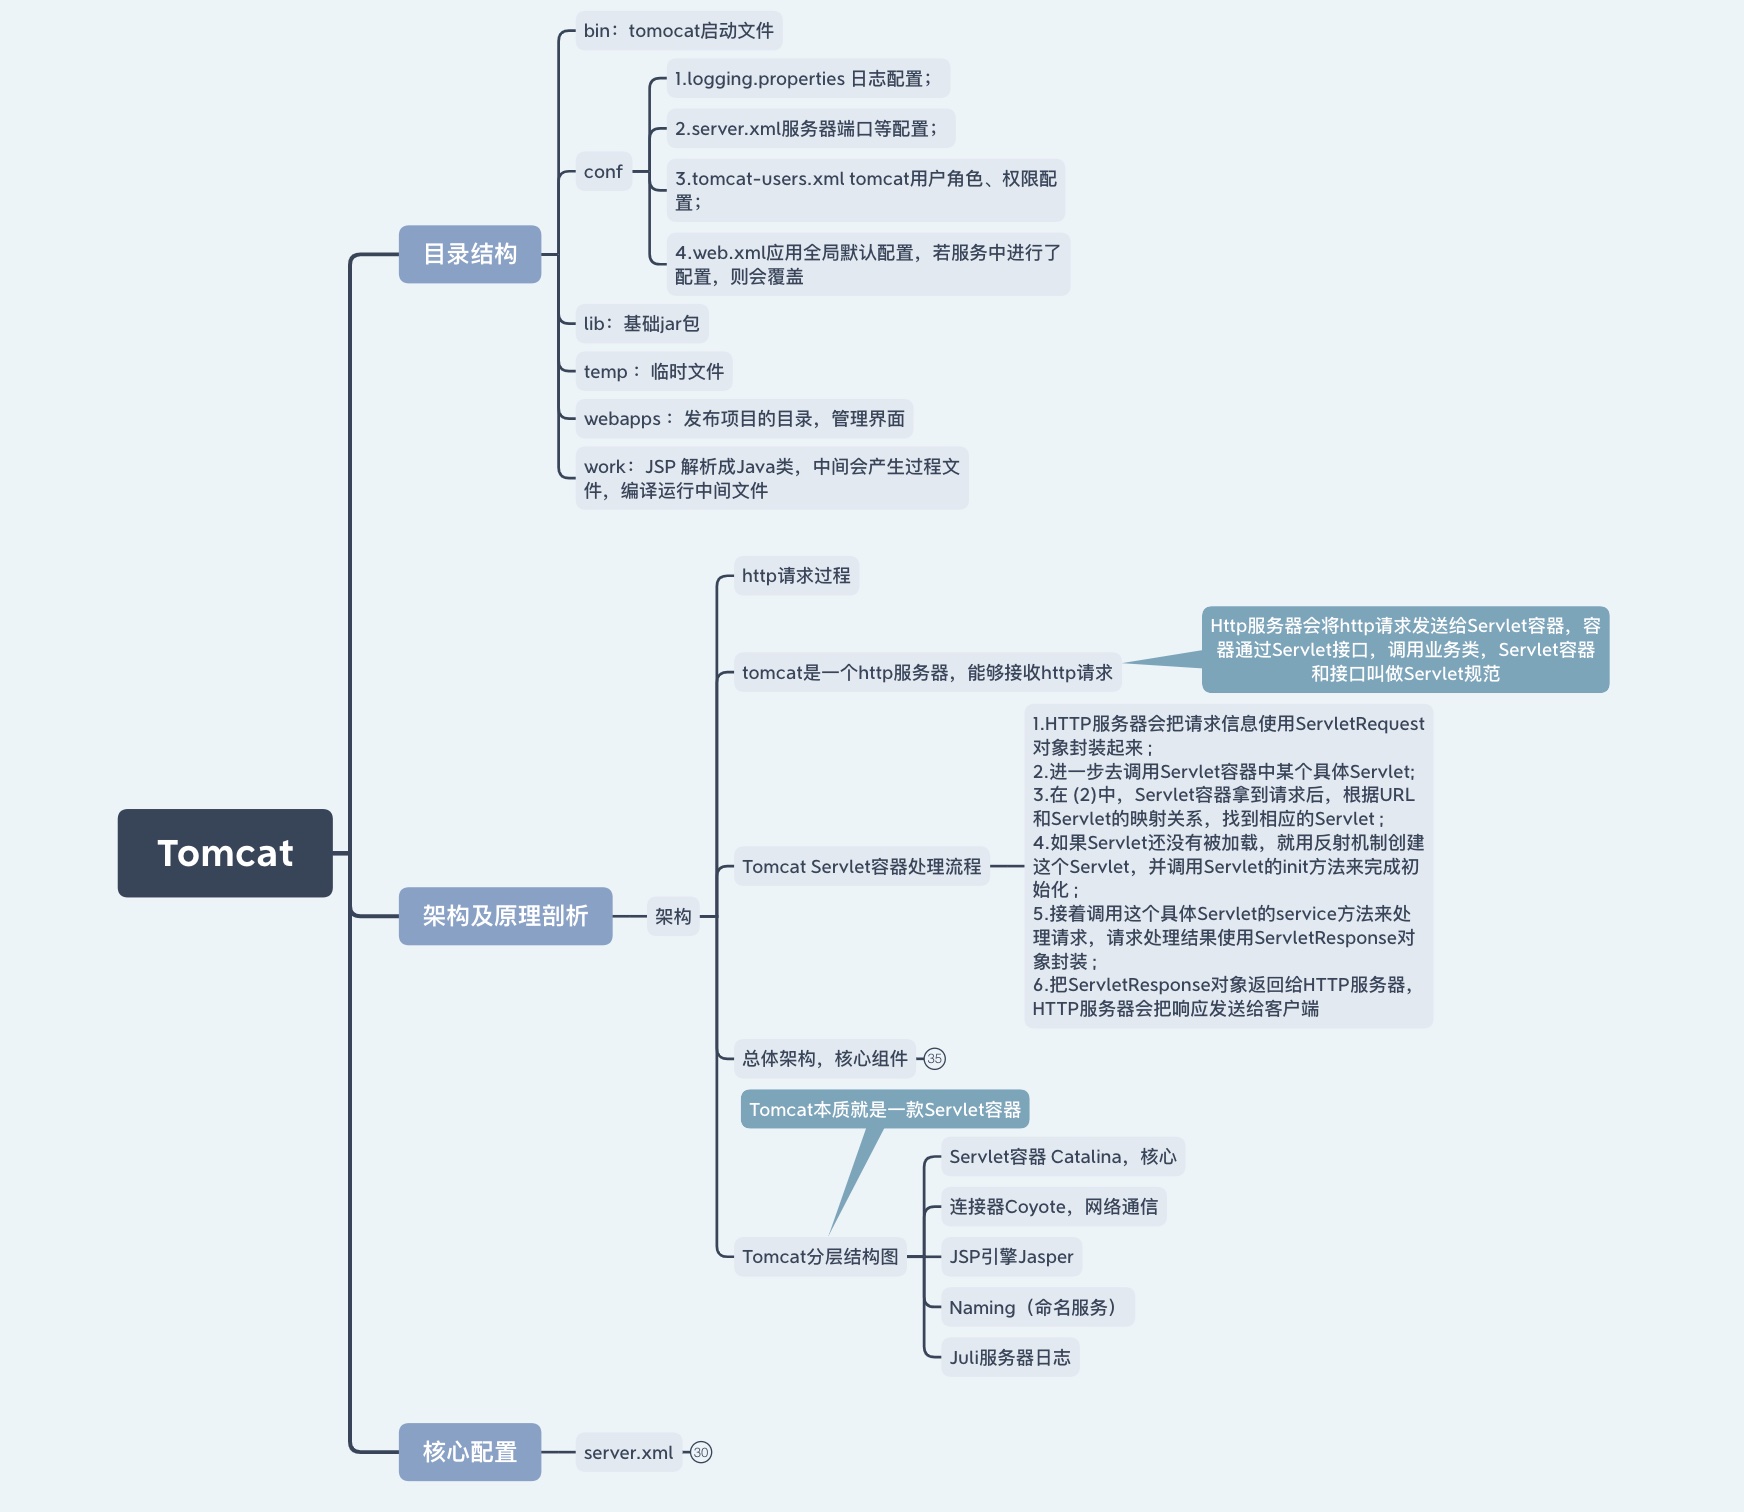 Tomcat
目录结构
bin：tomocat启动文件
conf
1.logging.properties 日志配置；
2.server.xml服务器端口等配置；
3.tomcat-users.xml tomcat用户角色、权限配
置；
4.web.xml应用全局默认配置，若服务中进行了
配置，则会覆盖
lib：基础jar包
temp ：临时文件
webapps ：发布项目的目录，管理界面
work：JSP 解析成Java类，中间会产生过程文
件，编译运行中间文件
架构及原理剖析
架构
http请求过程
tomcat是一个http服务器，能够接收http请求
Http服务器会将http请求发送给Servlet容器，容
器通过Servlet接口，调用业务类，Servlet容器
和接口叫做Servlet规范
Tomcat Servlet容器处理流程
1.HTTP服务器会把请求信息使用ServletRequest
对象封装起来 ;
2.进一步去调用Servlet容器中某个具体Servlet;
3.在 (2)中，Servlet容器拿到请求后，根据URL
和Servlet的映射关系，找到相应的Servlet ;
4.如果Servlet还没有被加载，就用反射机制创建
这个Servlet，并调用Servlet的init方法来完成初
始化 ;
5.接着调用这个具体Servlet的service方法来处
理请求，请求处理结果使用ServletResponse对
象封装 ;
6.把ServletResponse对象返回给HTTP服务器，
HTTP服务器会把响应发送给客户端
总体架构，核心组件
35
Tomcat本质就是一款Servlet容器
Tomcat分层结构图
Servlet容器 Catalina，核心
连接器Coyote，网络通信
JSP引擎Jasper
Naming（命名服务）
Juli服务器日志
核心配置
server.xml
30